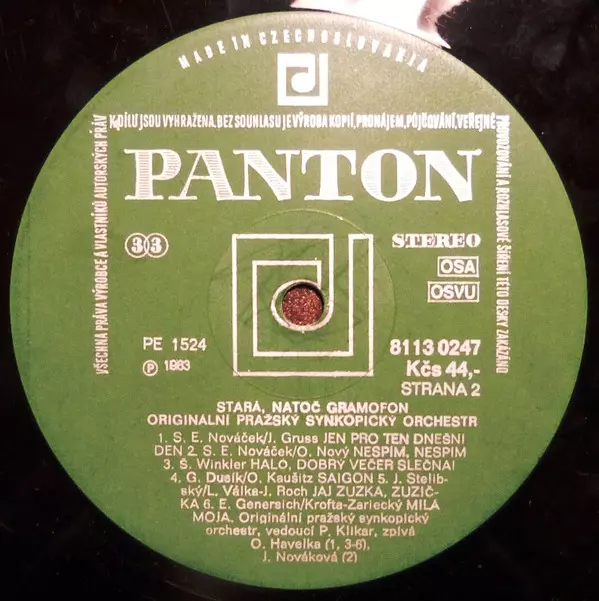 MADE IN CZECHOSLOVAKIA
VŠECHNA PRÁVA VÝROBCE A VLASTNÍKŮ AUTORSKÝCH PRÁV
K DÍLU JSOU VYHRAŽENA. BEZ SOUHLASU JE VÝROBA KOPIÍ, PRONÁJEM, PŮJČOVÁNÍ, VEŘEJNÉ
PROVOZOVÁNÍ A ROZHLASOVÉ ŠÍŘENÍ TÉTO DESKY ZAKÁZÁNO
PANTON
33
STEREO
OSA
OSVU
PE 1524
℗ 1983
8113 0247
Kčs 44,-
STRANA 2
STARÁ, NATOČ GRAMOFON
ORIGINÁLNÍ PRAŽSKÝ SYNKOPICKÝ ORCHESTR
1. S. E. Nováček/J. Gruss JEN PRO TEN DNEŠNÍ
DEN 2. S. E. Nováček/O. Nový NESPÍM, NESPÍM
3. Š. Winkler HALO, DOBRÝ VEČER SLEČNA!
4. G. Dusík/O. Kaušitz SAIGON 5. J. Stelib-
ský/L. Válka-J. Roch JAJ ZUZKA, ZUZIČ-
KA 6. E. Genersich/Krofta-Zariecký MILÁ
MOJA. Originální pražský synkopický
orchestr, vedoucí P. Klikar, zpívá
O. Havelka (1, 3-6),
J. Nováková (2)